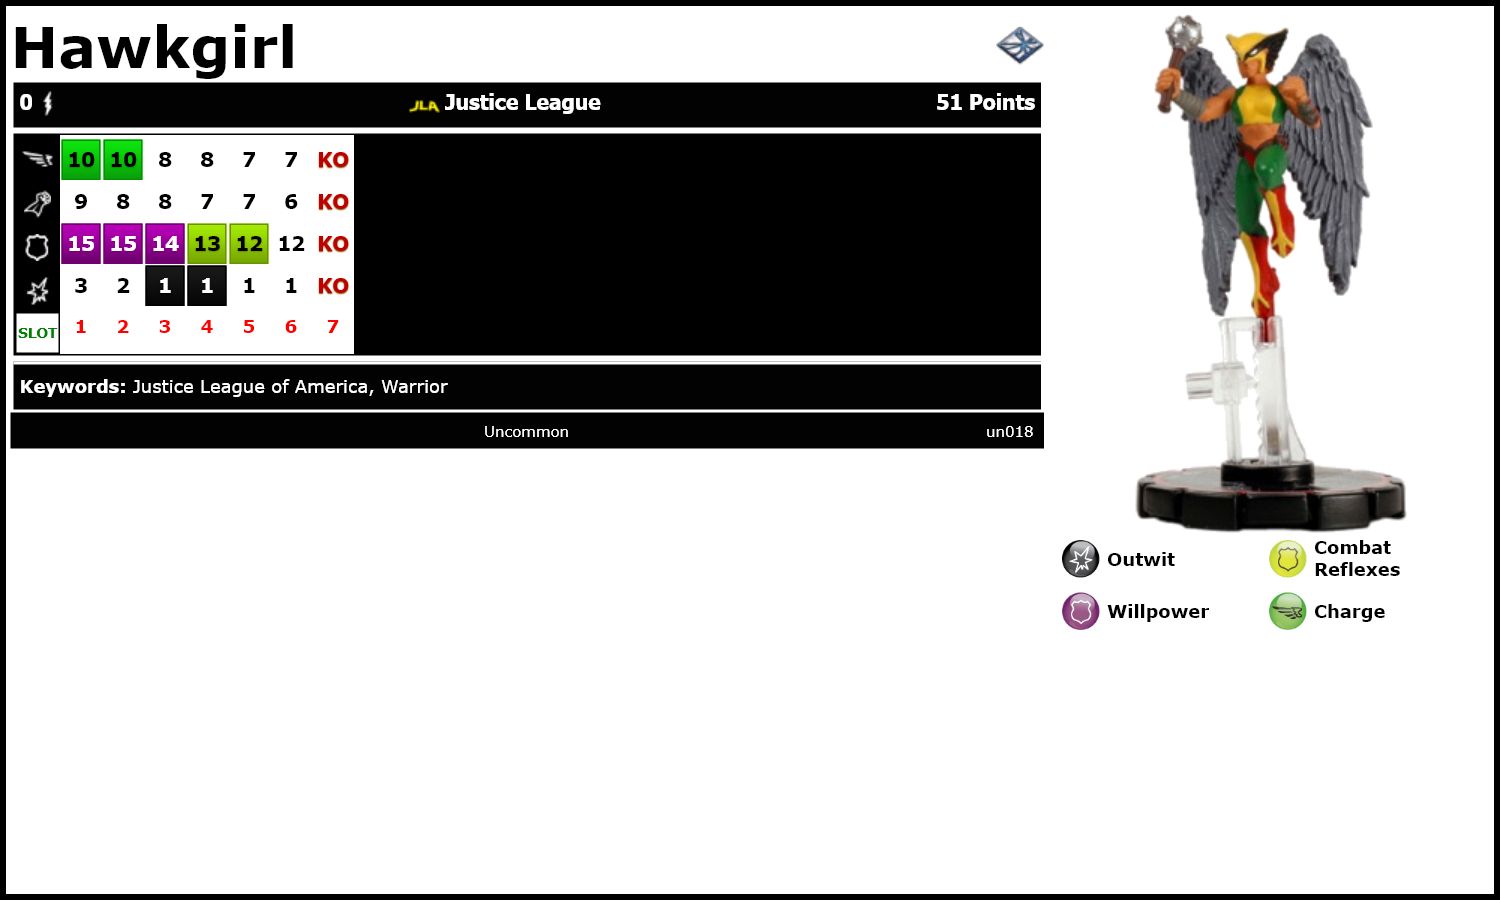 Hawkgirl
0 JLA Justice League 51 Points
10 10 8 8 7 7 KO
9 8 8 7 7 6 KO
15 15 14 13 12 12 KO
3 2 1 1 1 1 KO
SLOT 1 2 3 4 5 6 7
Keywords: Justice League of America, Warrior
Uncommon un018
Outwit
Combat
Reflexes
Willpower
Charge